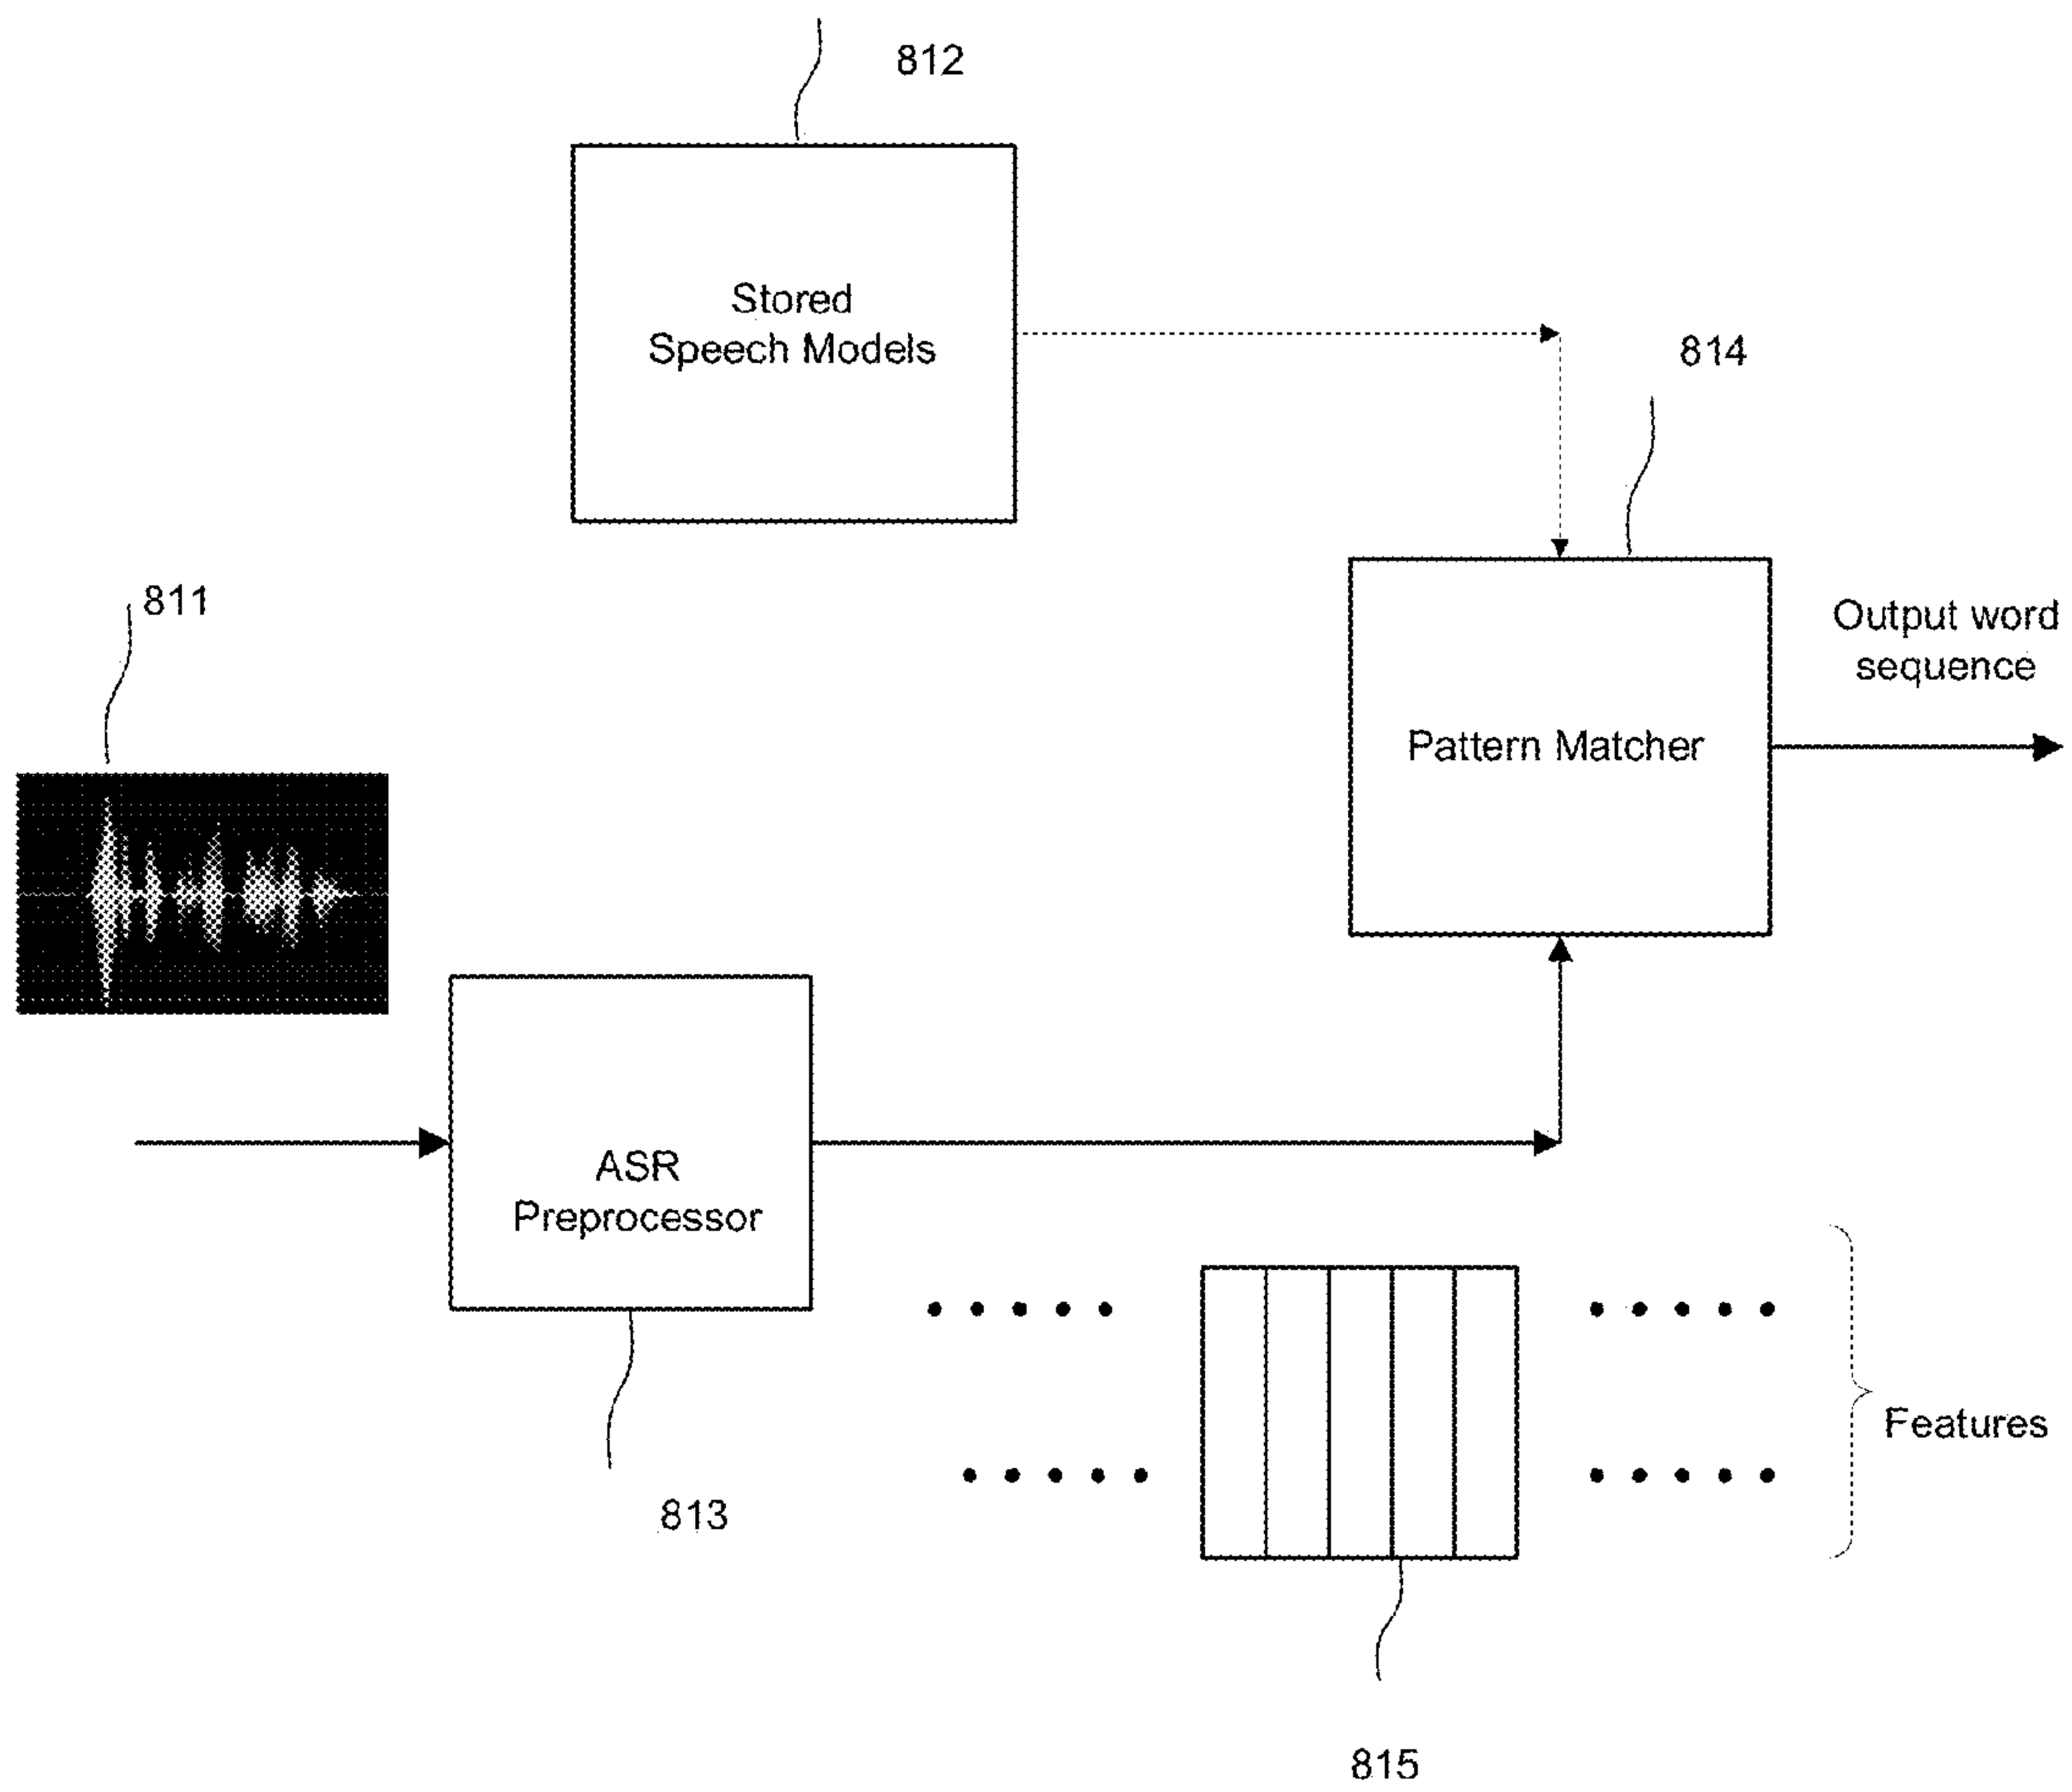 812
Stored
Speech Models
814
811
Output word
sequence
Pattern Matcher
ASR
Preprocessor
Features
813
815